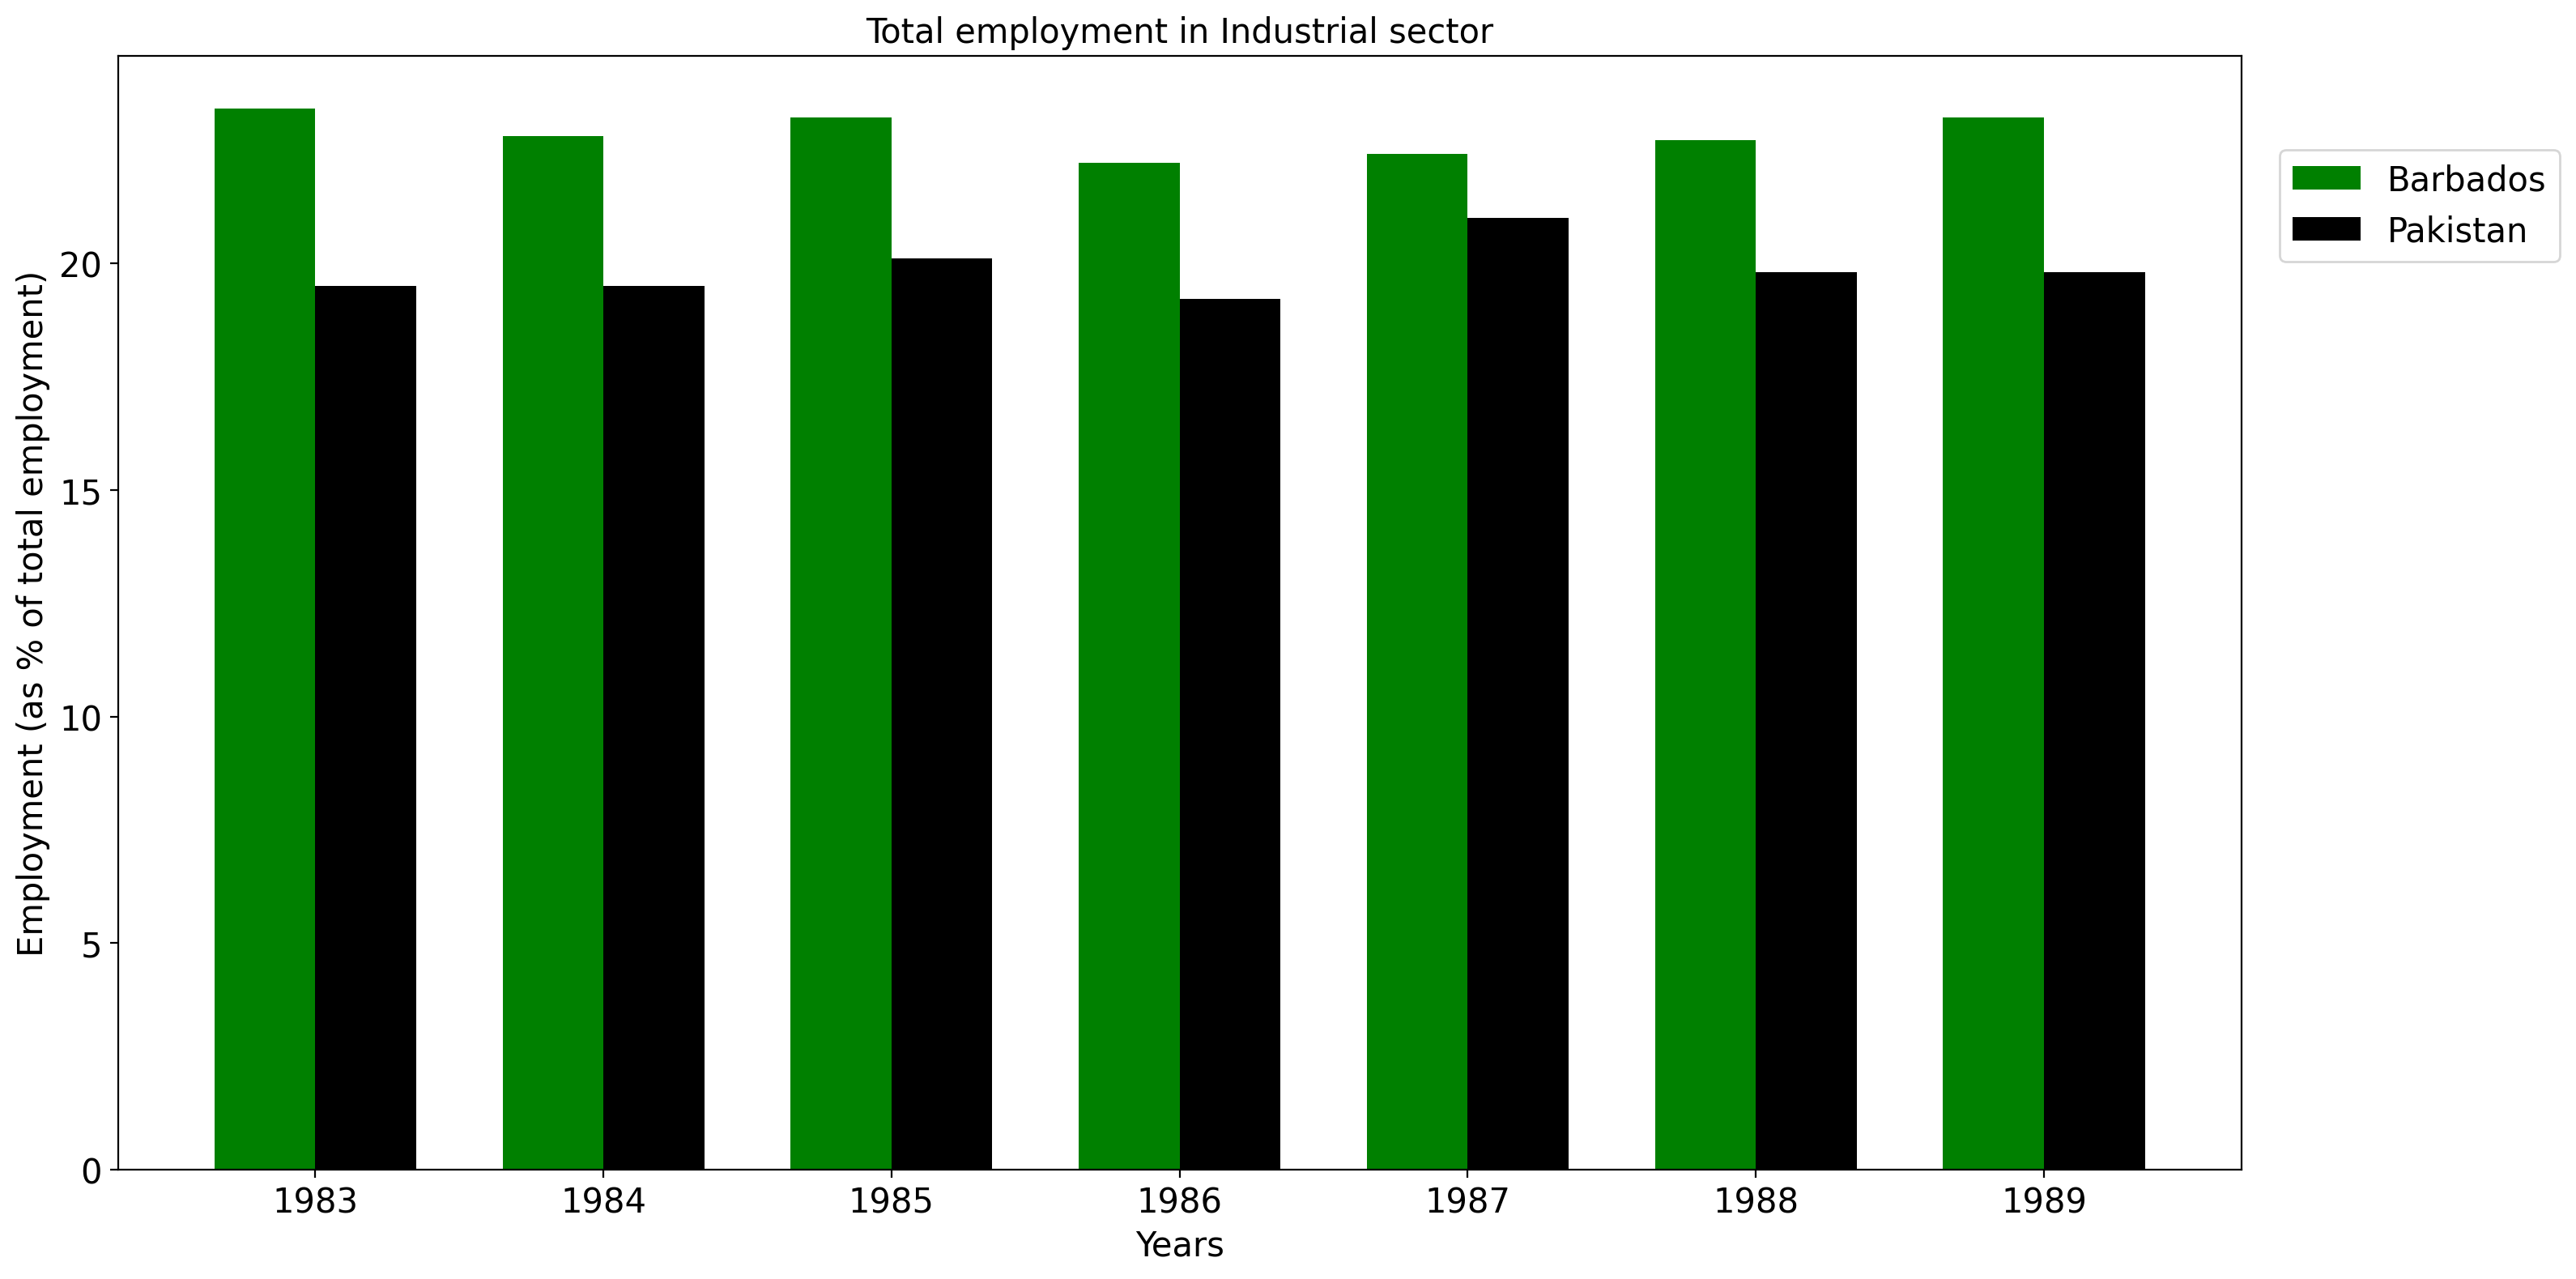 Total employment in Industrial sector
Employment (as % of total employment)
20
15
10
5
0
1983 1984 1985 1986 1987 1988 1989
Years
Barbados
Pakistan